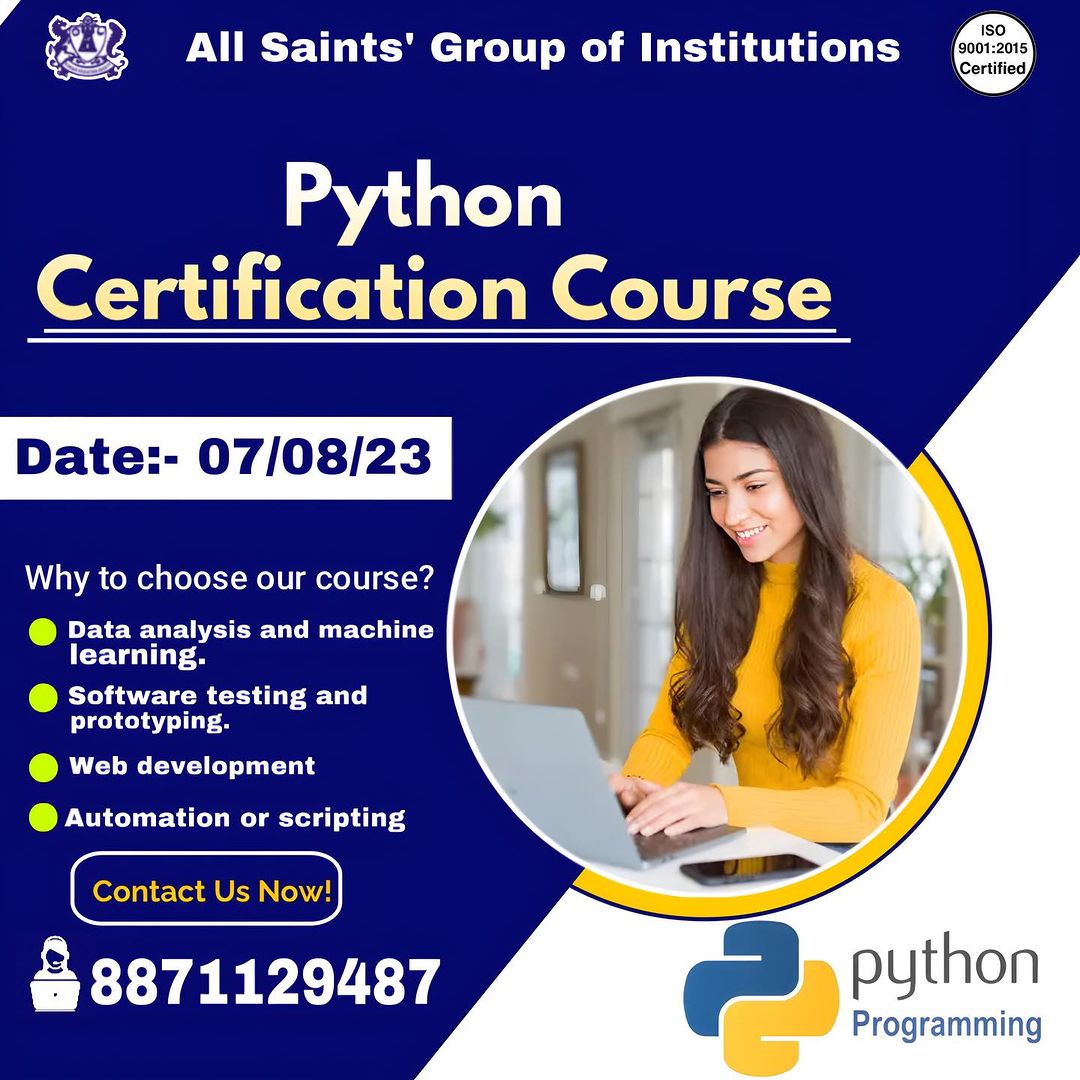 All Saints' Group of Institutions
ISO
9001:2015
Certified
Python
Certification Course
Date:- 07/08/23
Why to choose our course?
Data analysis and machine
learning.
Software testing and
prototyping.
Web development
Automation or scripting
Contact Us Now!
8871129487
python
Programming